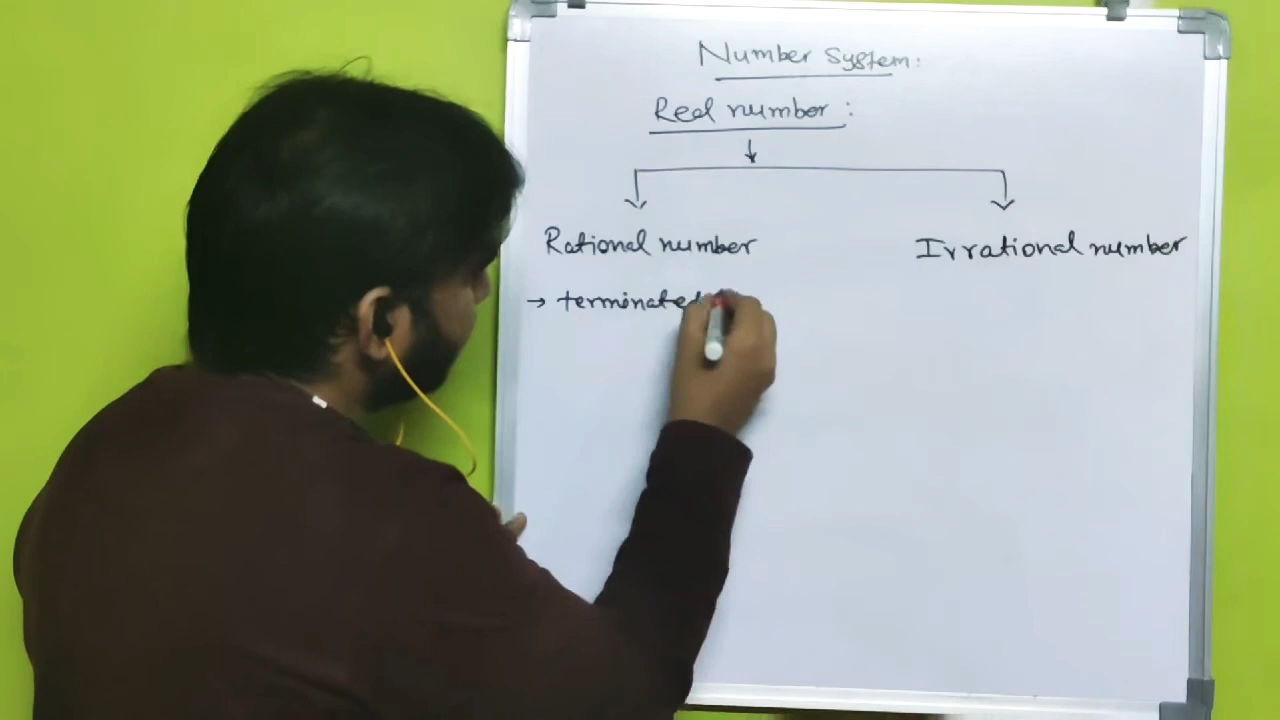 Number System:
Real number:
Rational number
Irrational number
→ terminated